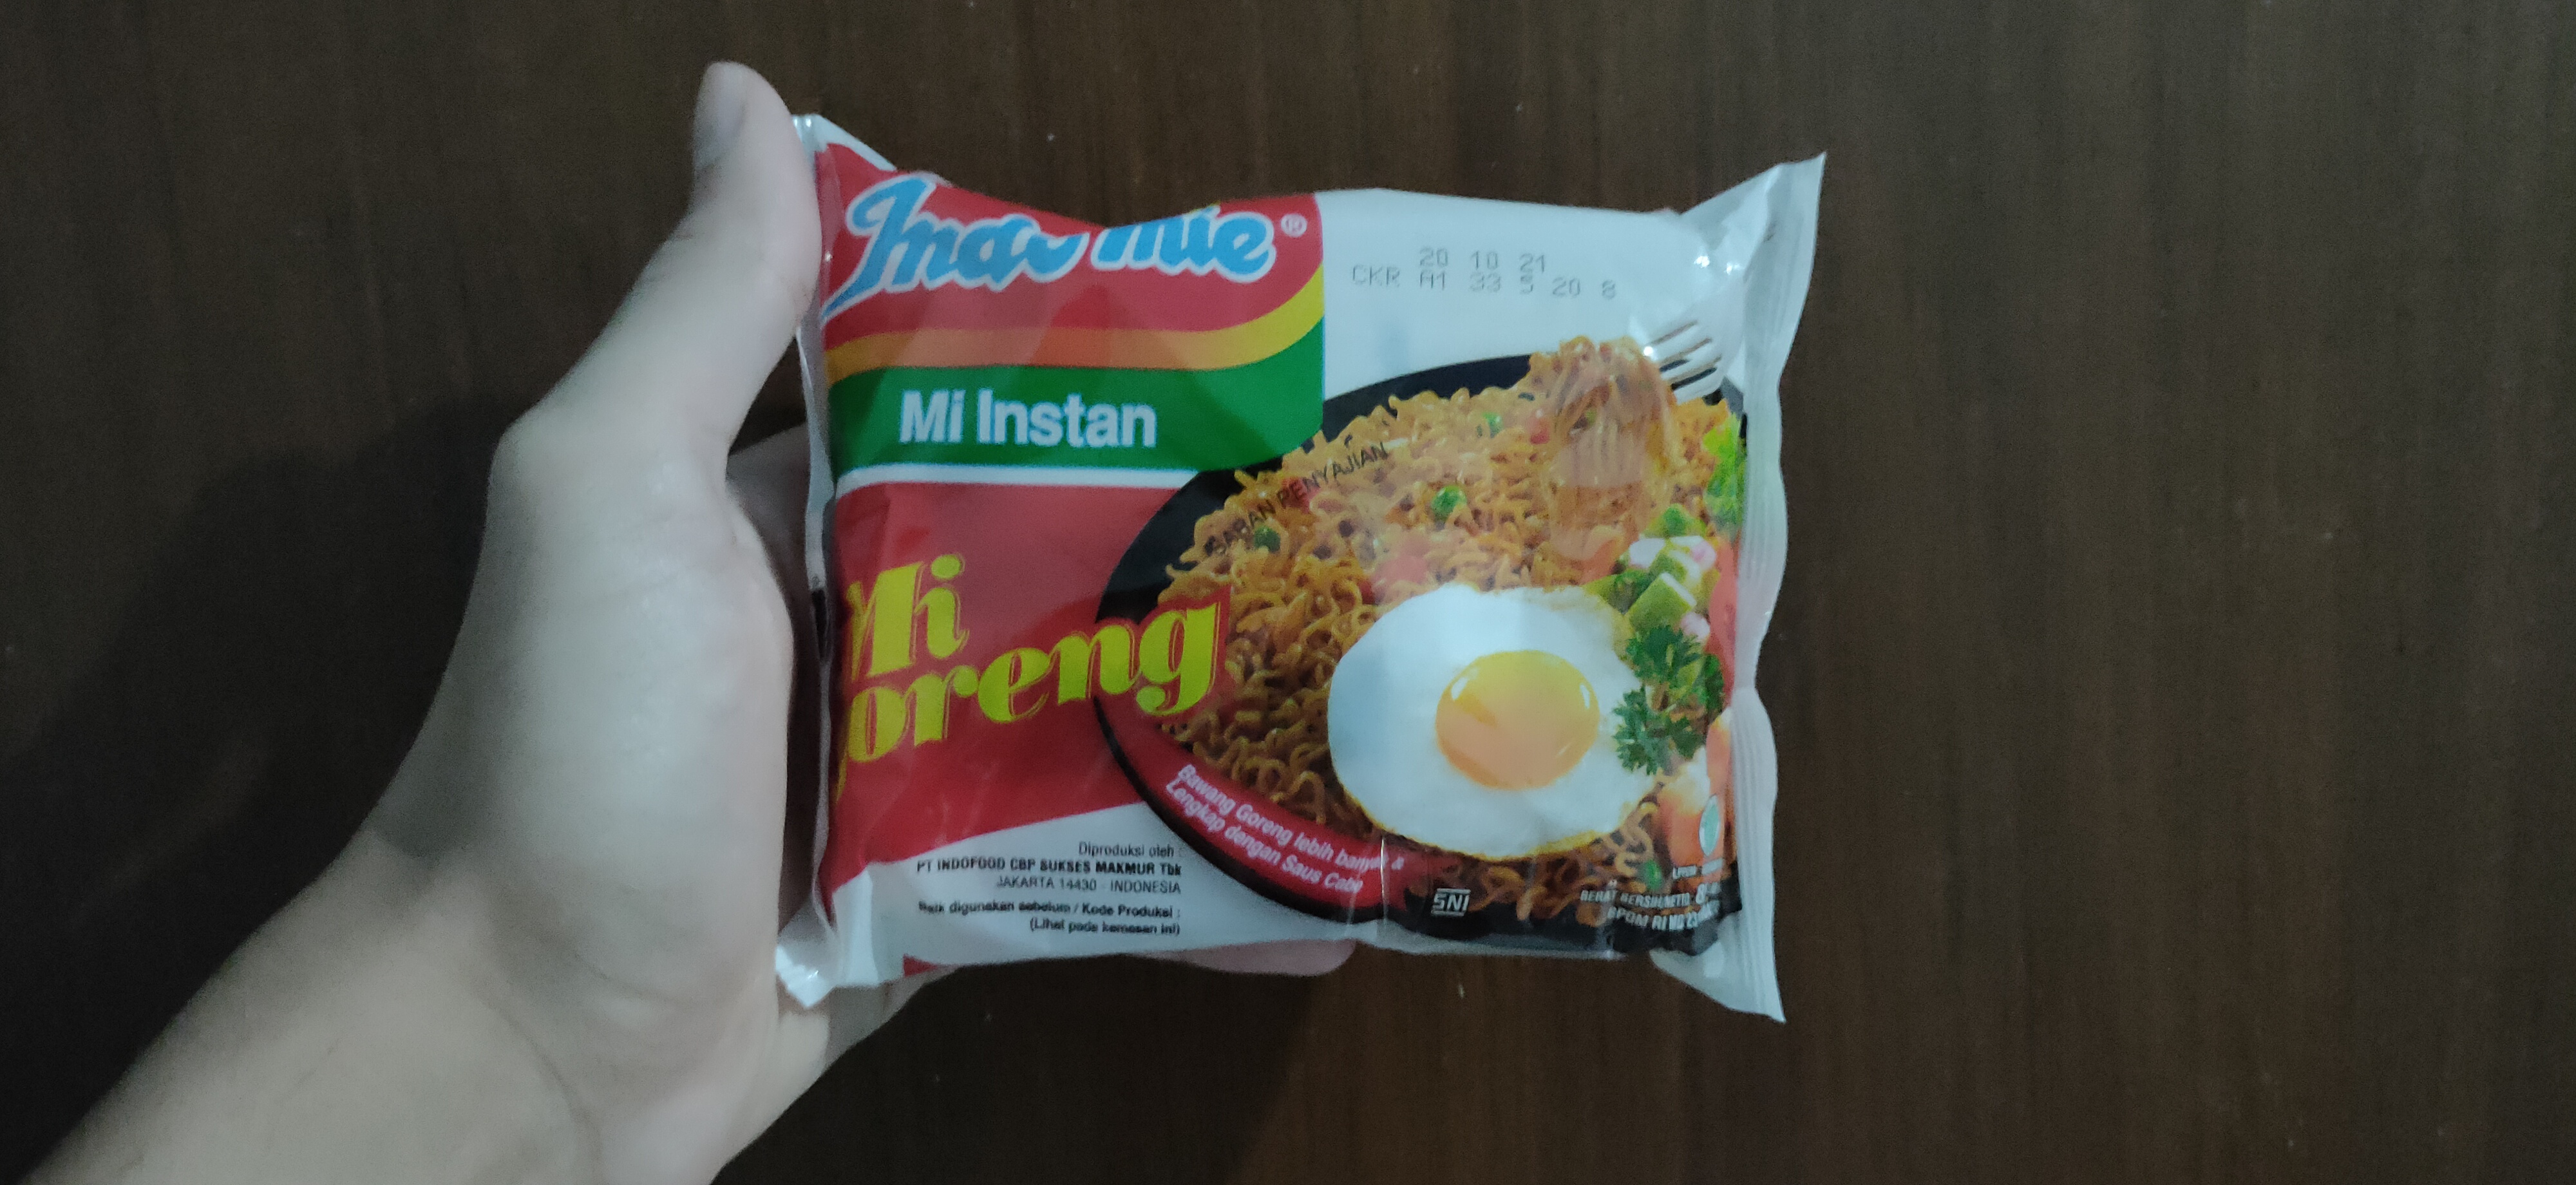 Indomie®
20 10 21
CKR A1 33 5 20 8
Mi Instan
SARAN PENYAJIAN
Mi
goreng
Bawang Goreng lebih banyak &
Lengkap dengan Saus Cabe
Diproduksi oleh :
PT INDOFOOD CBP SUKSES MAKMUR Tbk
JAKARTA 14430 - INDONESIA
Baik digunakan sebelum / Kode Produksi :
(Lihat pada kemasan ini)
SNI
BERAT BERSIH/NETTO
BPOM RI MD